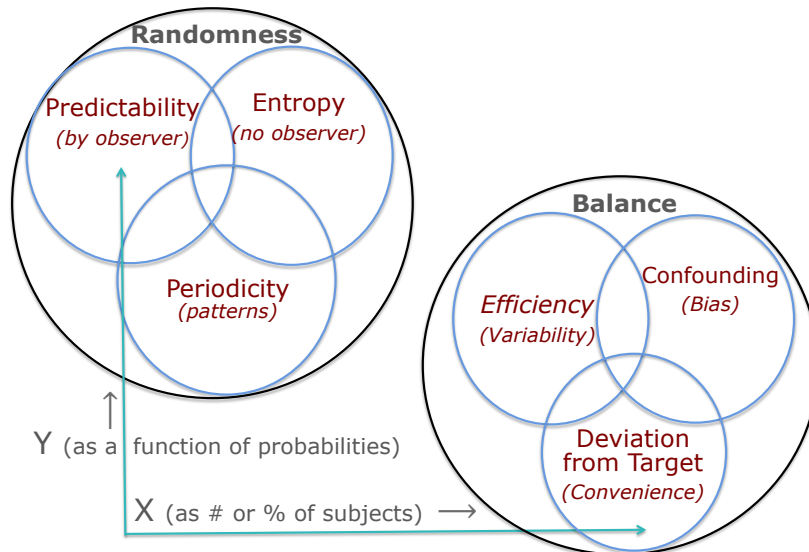 Randomness
Predictability
(by observer)
Entropy
(no observer)
Periodicity
(patterns)
Balance
Efficiency
(Variability)
Confounding
(Bias)
Deviation
from Target
(Convenience)
Y (as a function of probabilities)
X (as # or % of subjects)